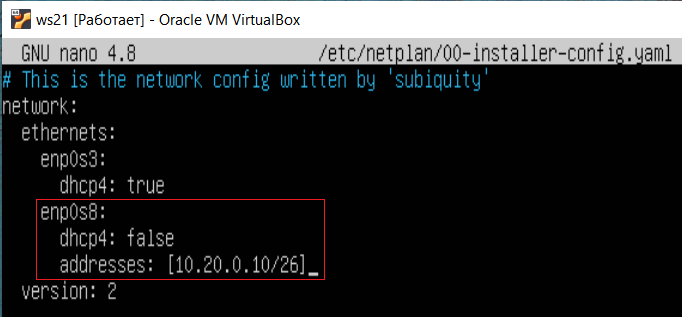 ws21 [Работает] - Oracle VM VirtualBox
GNU nano 4.8 /etc/netplan/00-installer-config.yaml
# This is the network config written by 'subiquity'
network:
  ethernets:
    enp0s3:
      dhcp4: true
    enp0s8:
      dhcp4: false
      addresses: [10.20.0.10/26]_
  version: 2